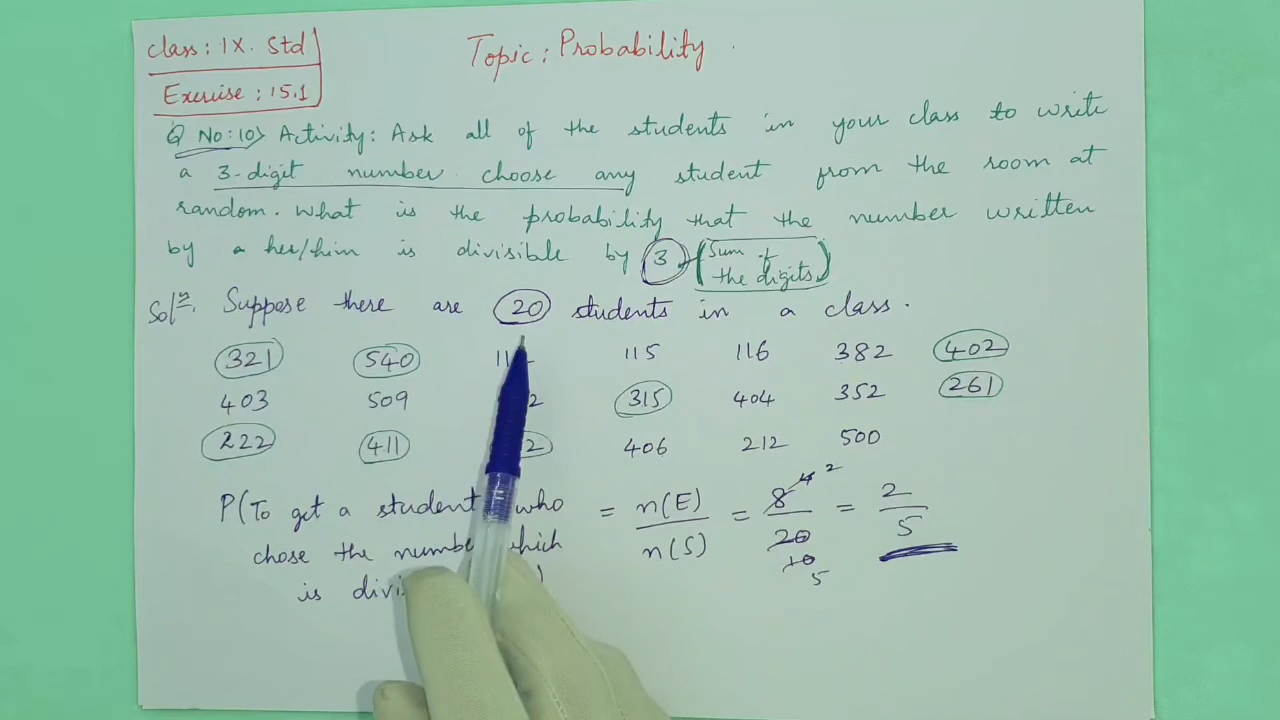 class: IX. Std
Exercise: 15.1
Topic: Probability
Q No:10) Activity: Ask all of the students in your class to write
a 3-digit number. choose any student from the room at
random. What is the probability that the number written
by a her/him is divisible by 3 (Sum of
the digits)
Solⁿ. Suppose there are 20 students in a class.
321 540 115 116 382 402
403 509 315 404 352 261
222 411 406 212 500
P(To get a student who = n(E)/n(S) = 8/20 = 2/5
4 2
10
5
chose the number which
is